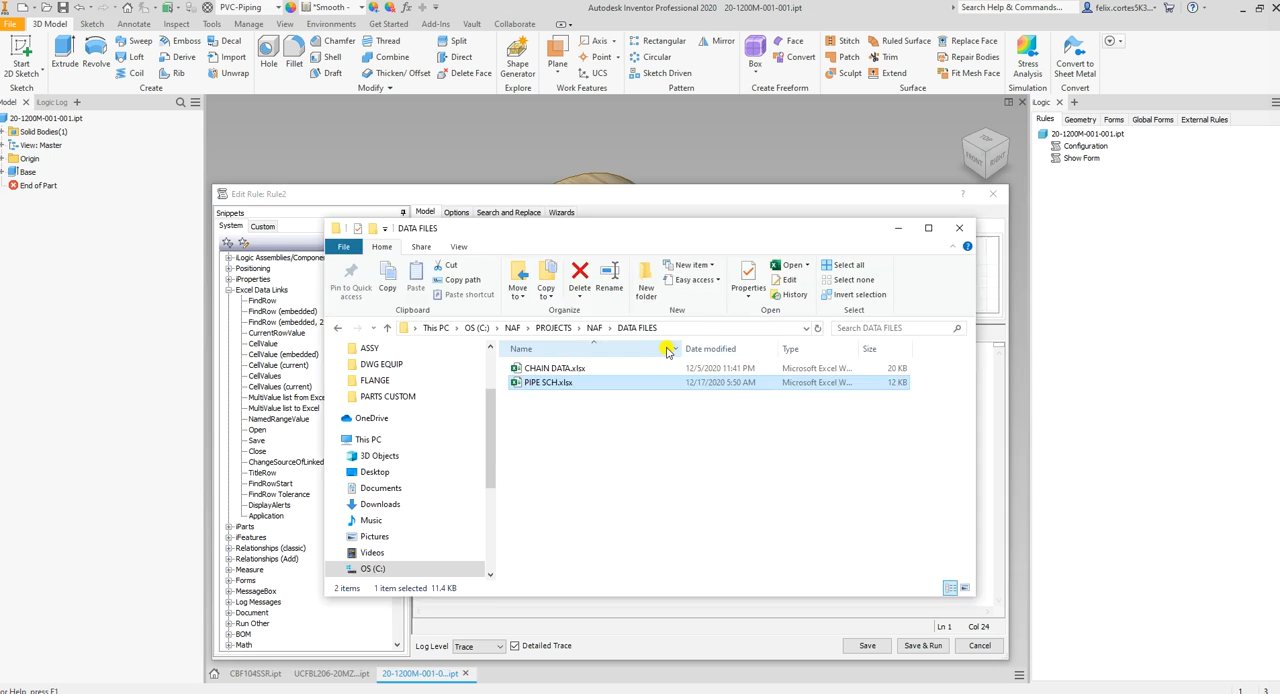 PVC-Piping
*Smooth -
Autodesk Inventor Professional 2020 20-1200M-001-001.ipt
Search Help & Commands...
felix.cortes5K3...
File 3D Model Sketch Annotate Inspect Tools Manage View Environments Get Started Add-Ins Vault Collaborate
Start
2D Sketch
Extrude Revolve
Sweep Emboss Decal
Loft Derive Import
Coil Rib Unwrap
Hole Fillet
Chamfer Thread Split
Shell Combine Direct
Draft Thicken/ Offset Delete Face
Shape
Generator
Plane
Axis
Point
UCS
Rectangular Mirror
Circular
Sketch Driven
Box
Face
Convert
Stitch Ruled Surface Replace Face
Patch Trim Repair Bodies
Sculpt Extend Fit Mesh Face
Stress
Analysis
Convert to
Sheet Metal
Sketch Create Modify Explore Work Features Pattern Create Freeform Surface Simulation Convert
Model iLogic Log
20-1200M-001-001.ipt
Solid Bodies(1)
View: Master
Origin
Base
End of Part
iLogic
Rules Geometry Forms Global Forms External Rules
20-1200M-001-001.ipt
Configuration
Show Form
Edit Rule: Rule2
Snippets
System Custom
Model Options Search and Replace Wizards
iLogic Assemblies/Compone
Positioning
iProperties
Excel Data Links
FindRow
FindRow (embedded)
FindRow (embedded, 2
CurrentRowValue
CellValue
CellValue (embedded)
CellValue (current)
CellValues
CellValues (current)
MultiValue list from Exce
MultiValue list to Excel
NamedRangeValue
Open
Save
Close
ChangeSourceOfLinked
TitleRow
FindRowStart
FindRow Tolerance
DisplayAlerts
Application
iParts
iFeatures
Relationships (classic)
Relationships (Add)
Measure
Forms
MessageBox
Log Messages
Document
Run Other
BOM
Math
DATA FILES
File Home Share View
Pin to Quick
access
Copy
Paste
Cut
Copy path
Paste shortcut
Move
to
Copy
to
Delete
Rename
New
folder
New item
Easy access
Properties
Open
Edit
History
Select all
Select none
Invert selection
Clipboard Organize New Open Select
This PC › OS (C:) › NAF › PROJECTS › NAF › DATA FILES
Search DATA FILES
Name Date modified Type Size
CHAIN DATA.xlsx 12/5/2020 11:41 PM Microsoft Excel W... 20 KB
PIPE SCH.xlsx 12/17/2020 5:50 AM Microsoft Excel W... 12 KB
ASSY
DWG EQUIP
FLANGE
PARTS CUSTOM
OneDrive
This PC
3D Objects
Desktop
Documents
Downloads
Music
Pictures
Videos
OS (C:)
2 items 1 item selected 11.4 KB
Ln 1 Col 24
Log Level Trace Detailed Trace
Save Save & Run Cancel
CBF104SSR.ipt UCFBL206-20MZ...ipt 20-1200M-001-0...ipt
or Help, press F1
1 3
TOP
FRONT
RIGHT